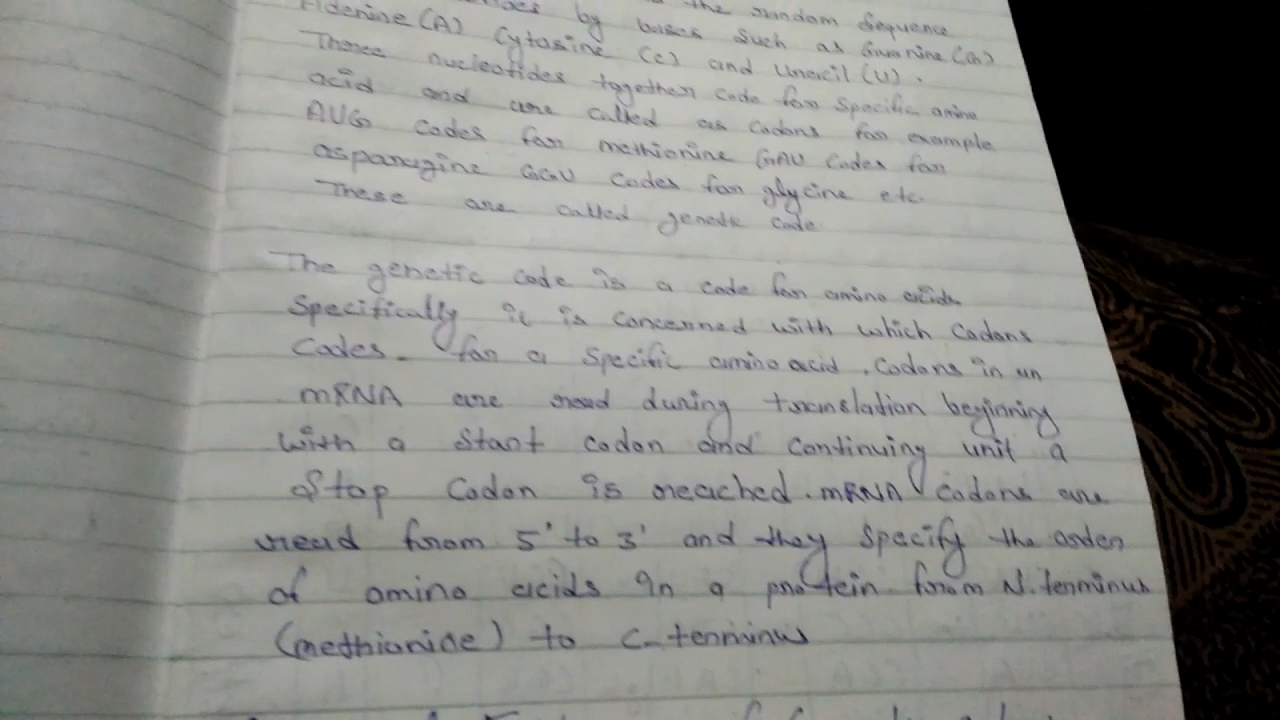 by bases such as Guanine (G)
the random sequence
Adenine (A) Cytosine (C) and Uracil (U).
Three nucleotides together code for specific amino
acid and are called as codons for example
AUG codes for methionine GAU codes for
asparagine GGU codes for glycine etc.
These are called genetic code.
The genetic code is a code for amino acids
Specifically it is concerned with which codons
Codes. for a specific amino acid. Codons in an
mRNA are read during translation beginning
with a start codon and continuing unit a
Stop codon is reached. mRNA codons are
read from 5' to 3' and they specify the order
of amino acids in a protein from N. terminus
(methionine) to C- terminus